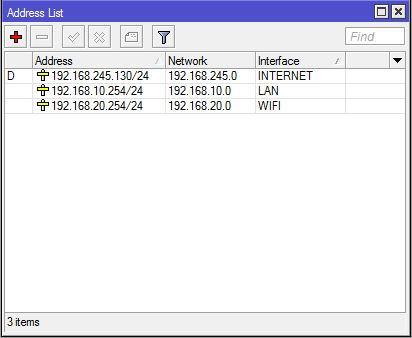 Address List
Find
Address Network Interface
D 192.168.245.130/24 192.168.245.0 INTERNET
192.168.10.254/24 192.168.10.0 LAN
192.168.20.254/24 192.168.20.0 WIFI
3 items